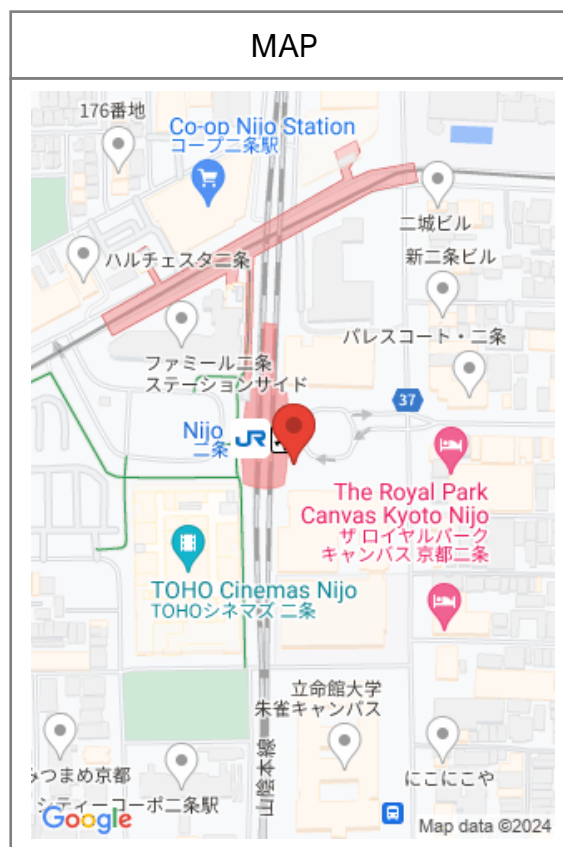 MAP
176番地
Co-op Nijo Station
コープ二条駅
二城ビル
ハルチェスタ二条
新二条ビル
パレスコート・二条
ファミール二条
ステーションサイド
37
Nijo
二条
JR
The Royal Park
Canvas Kyoto Nijo
ザ ロイヤルパーク
キャンバス 京都二条
TOHO Cinemas Nijo
TOHOシネマズ 二条
立命館大学
朱雀キャンパス
山陰本線
みつまめ京都
にこにこや
シティーコーポ二条駅
Google
Map data ©2024